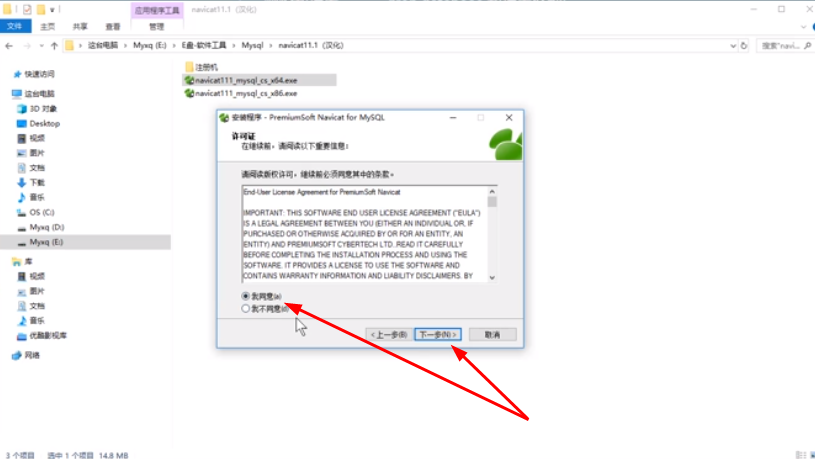 应用程序工具
navicat11.1（汉化）
文件
主页
共享
查看
管理
这台电脑 › Myxq (E:) › E盘-软件工具 › Mysql › navicat11.1（汉化）
搜索"navi...
快速访问
这台电脑
3D 对象
Desktop
视频
图片
文档
下载
音乐
OS (C:)
Myxq (D:)
Myxq (E:)
库
视频
图片
文档
音乐
优酷影视库
网络
注册机
navicat111_mysql_cs_x64.exe
navicat111_mysql_cs_x86.exe
安装程序 - PremiumSoft Navicat for MySQL
许可证
在继续前，请阅读以下重要信息：
请阅读版权许可，继续前必须同意其中的条款。
End-User License Agreement for PremiumSoft Navicat
IMPORTANT: THIS SOFTWARE END USER LICENSE AGREEMENT ("EULA")
IS A LEGAL AGREEMENT BETWEEN YOU (EITHER AN INDIVIDUAL OR, IF
PURCHASED OR OTHERWISE ACQUIRED BY OR FOR AN ENTITY, AN
ENTITY) AND PREMIUMSOFT CYBERTECH LTD. READ IT CAREFULLY
BEFORE COMPLETING THE INSTALLATION PROCESS AND USING THE
SOFTWARE. IT PROVIDES A LICENSE TO USE THE SOFTWARE AND
CONTAINS WARRANTY INFORMATION AND LIABILITY DISCLAIMERS. BY
我同意(a)
我不同意(d)
<上一步(B)
下一步(N)>
取消
3 个项目
选中 1 个项目 14.8 MB